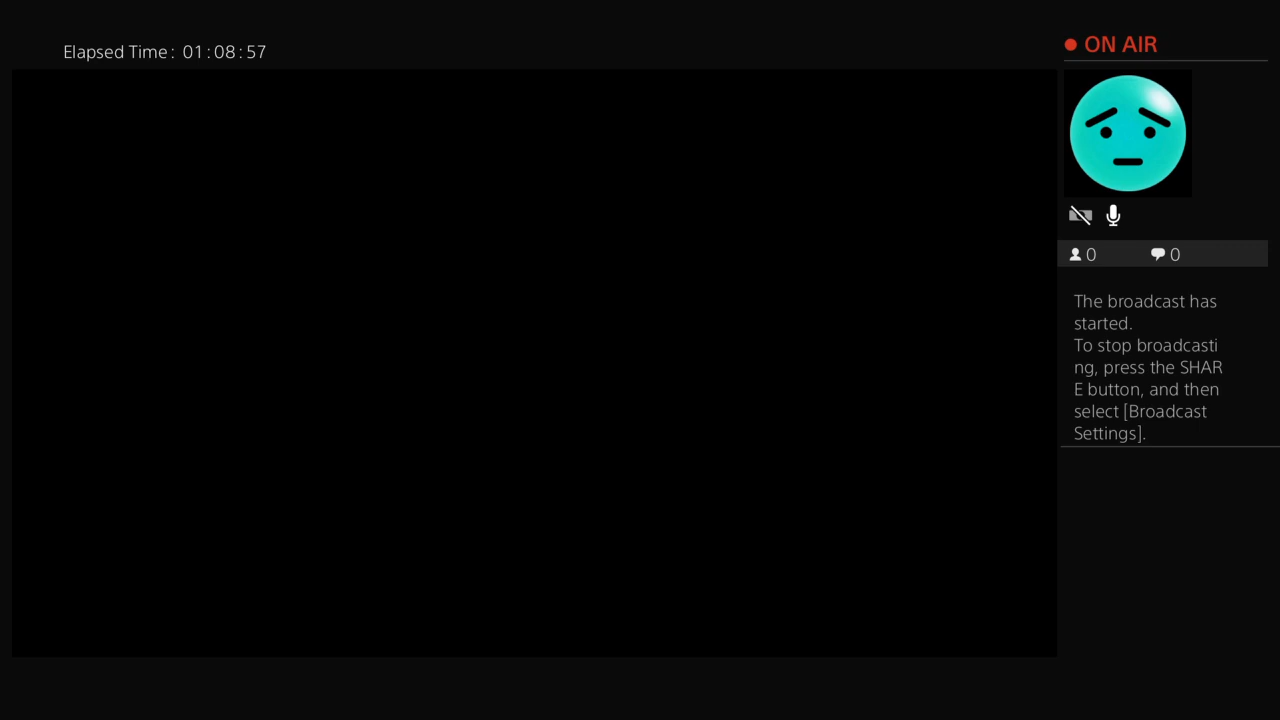 Elapsed Time: 01:08:57
ON AIR
0 0
The broadcast has
started.
To stop broadcasti
ng, press the SHAR
E button, and then
select [Broadcast
Settings].